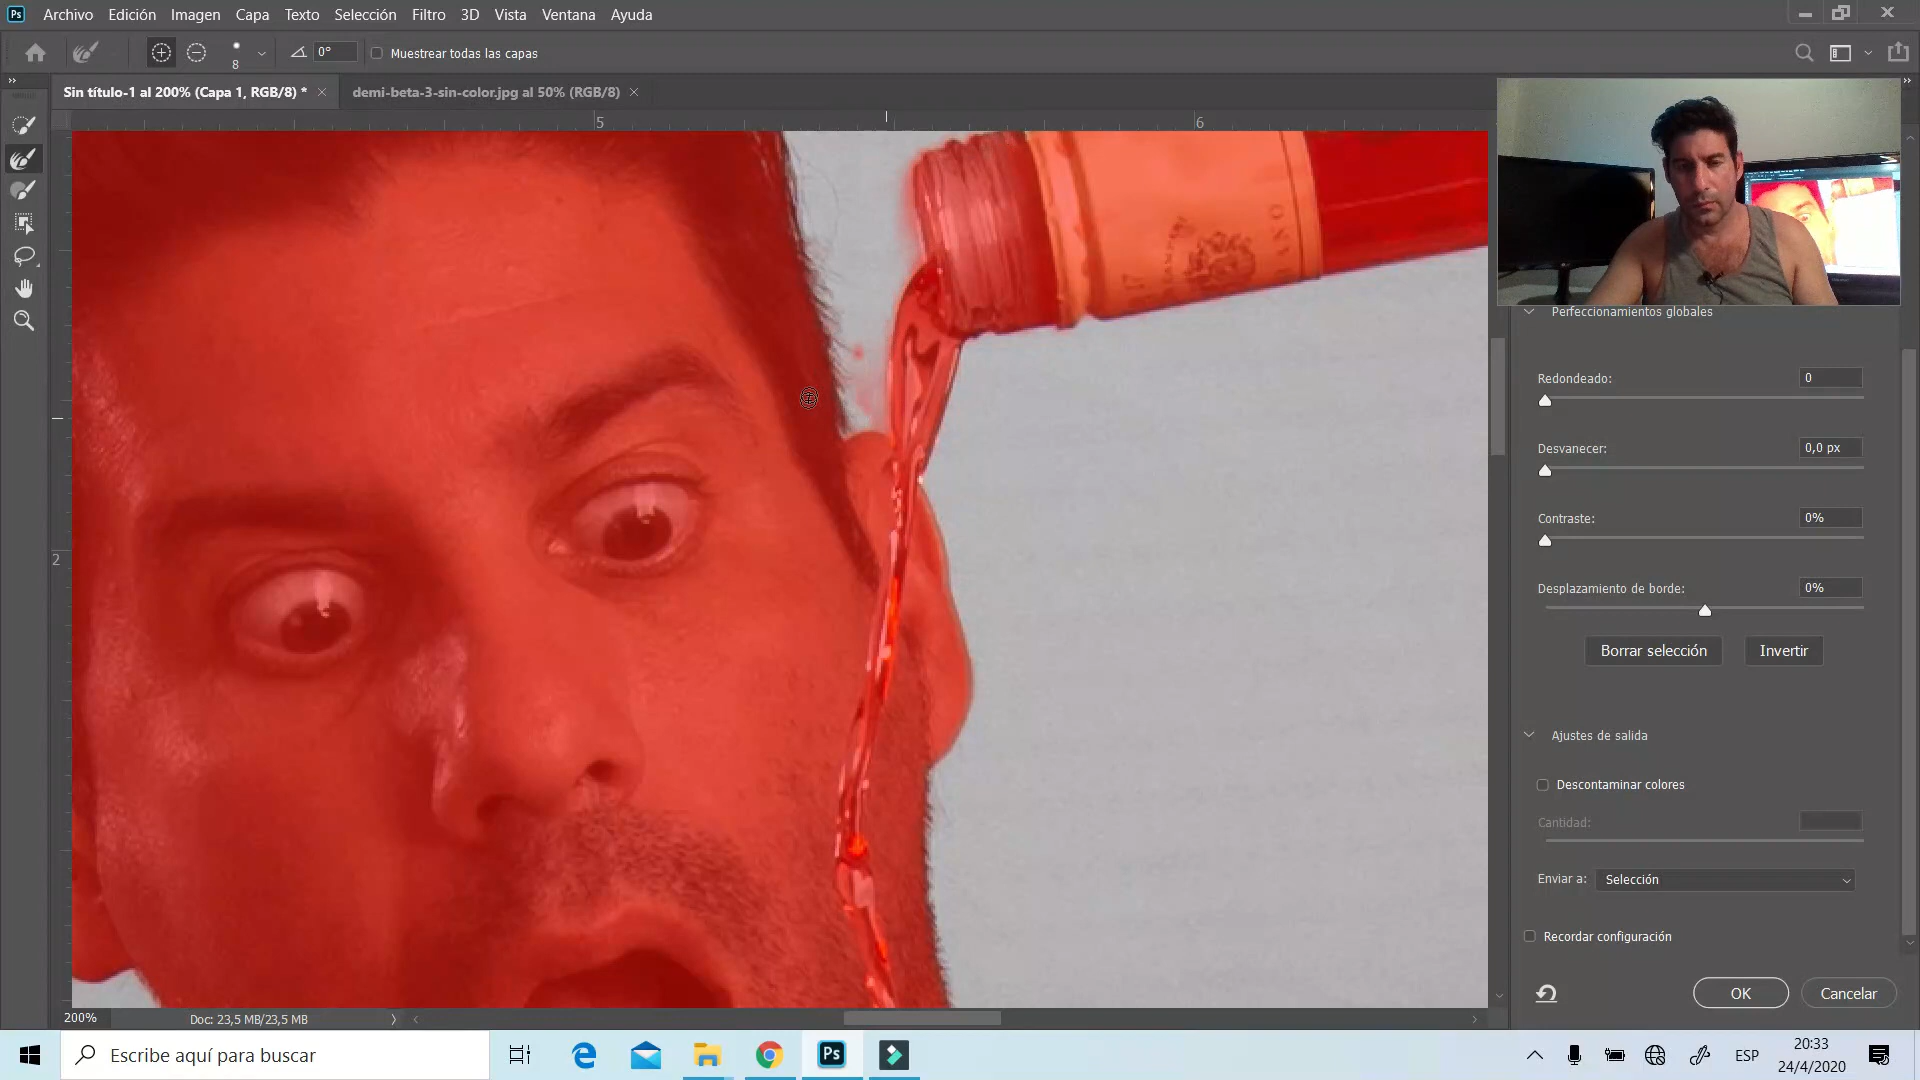 Ps Archivo Edición Imagen Capa Texto Selección Filtro 3D Vista Ventana Ayuda
8 0° Muestrear todas las capas
Sin título-1 al 200% (Capa 1, RGB/8) * demi-beta-3-sin-color.jpg al 50% (RGB/8)
5 6
2
Perfeccionamientos globales
Redondeado: 0
Desvanecer: 0,0 px
Contraste: 0%
Desplazamiento de borde: 0%
Borrar selección Invertir
Ajustes de salida
Descontaminar colores
Cantidad:
Enviar a: Selección
Recordar configuración
OK Cancelar
200% Doc: 23,5 MB/23,5 MB
Escribe aquí para buscar Ps ESP 20:33
24/4/2020